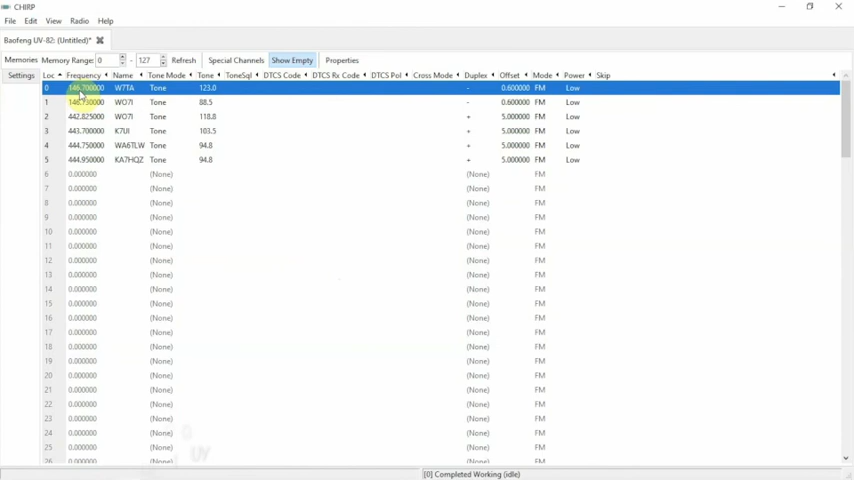 CHIRP
File Edit View Radio Help
Baofeng UV-82: (Untitled)*
Memories Memory Range: 0 - 127 Refresh Special Channels Show Empty Properties
Settings Loc Frequency Name Tone Mode Tone ToneSql DTCS Code DTCS Rx Code DTCS Pol Cross Mode Duplex Offset Mode Power Skip
0 146.700000 W7TA Tone 123.0 - 0.600000 FM Low
1 146.730000 WO7I Tone 88.5 - 0.600000 FM Low
2 442.825000 WO7I Tone 118.8 + 5.000000 FM Low
3 443.700000 K7UI Tone 103.5 + 5.000000 FM Low
4 444.750000 WA6TLW Tone 94.8 + 5.000000 FM Low
5 444.950000 KA7HQZ Tone 94.8 + 5.000000 FM Low
6 0.000000 (None) (None) FM
7 0.000000 (None) (None) FM
8 0.000000 (None) (None) FM
9 0.000000 (None) (None) FM
10 0.000000 (None) (None) FM
11 0.000000 (None) (None) FM
12 0.000000 (None) (None) FM
13 0.000000 (None) (None) FM
14 0.000000 (None) (None) FM
15 0.000000 (None) (None) FM
16 0.000000 (None) (None) FM
17 0.000000 (None) (None) FM
18 0.000000 (None) (None) FM
19 0.000000 (None) (None) FM
20 0.000000 (None) (None) FM
21 0.000000 (None) (None) FM
22 0.000000 (None) (None) FM
23 0.000000 (None) (None) FM
24 0.000000 (None) (None) FM
25 0.000000 (None) (None) FM
26 0.000000 (None) (None) FM
[0] Completed Working (idle)